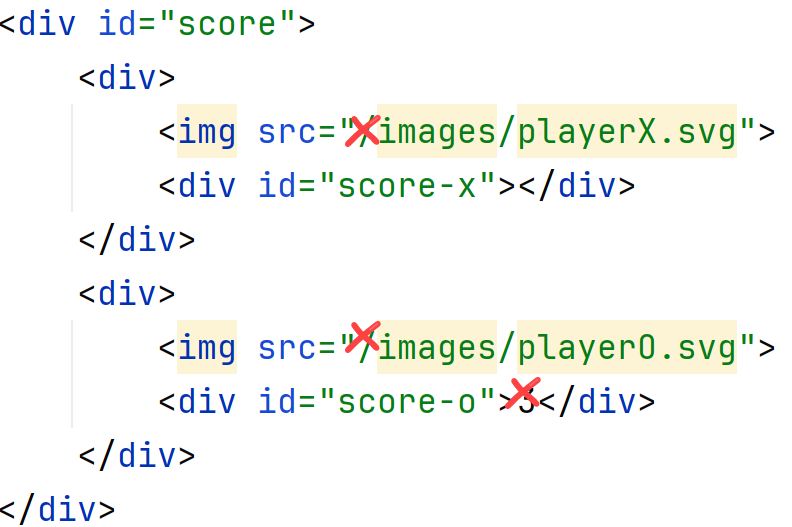 <div id="score">
<div>
<img src="/images/playerX.svg">
<div id="score-x"></div>
</div>
<div>
<img src="/images/playerO.svg">
<div id="score-o">3</div>
</div>
</div>